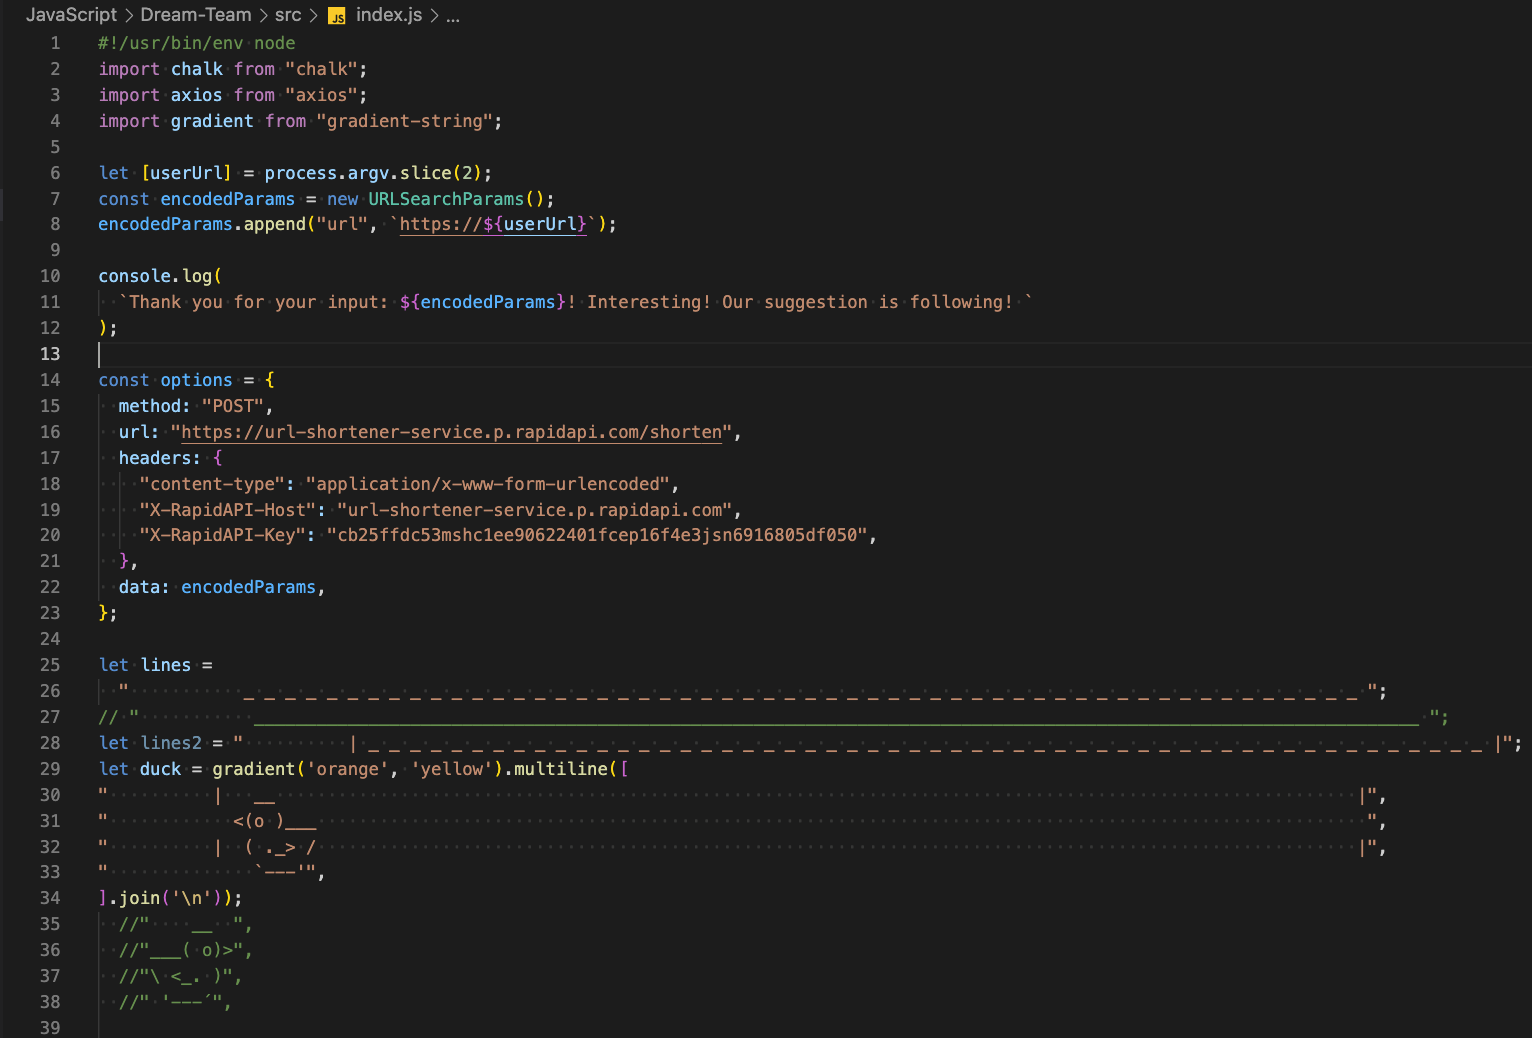 JavaScript > Dream-Team > src > JS index.js > ...
1 #!/usr/bin/env node
2 import chalk from "chalk";
3 import axios from "axios";
4 import gradient from "gradient-string";
5
6 let [userUrl] = process.argv.slice(2);
7 const encodedParams = new URLSearchParams();
8 encodedParams.append("url", `https://${userUrl}`);
9
10 console.log(
11   `Thank you for your input: ${encodedParams}! Interesting! Our suggestion is following! `
12 );
13
14 const options = {
15   method: "POST",
16   url: "https://url-shortener-service.p.rapidapi.com/shorten",
17   headers: {
18     "content-type": "application/x-www-form-urlencoded",
19     "X-RapidAPI-Host": "url-shortener-service.p.rapidapi.com",
20     "X-RapidAPI-Key": "cb25ffdc53mshc1ee90622401fcep16f4e3jsn6916805df050",
21   },
22   data: encodedParams,
23 };
24
25 let lines =
26   "           _ _ _ _ _ _ _ _ _ _ _ _ _ _ _ _ _ _ _ _ _ _ _ _ _ _ _ _ _ _ _ _ _ _ _ _ _ _ _ _ _ _ _ _ _ _ _ _ _ _ _ _ _ _ ";
27 // "           ________________________________________________________________________________________________________________ ";
28 let lines2 = "          | _ _ _ _ _ _ _ _ _ _ _ _ _ _ _ _ _ _ _ _ _ _ _ _ _ _ _ _ _ _ _ _ _ _ _ _ _ _ _ _ _ _ _ _ _ _ _ _ _ _ _ _ _ _ |";
29 let duck = gradient('orange', 'yellow').multiline([
30 "          |   __                                                                                                         |",
31 "            <(o )___                                                                                                     ",
32 "          |  ( ._> /                                                                                                     |",
33 "              `---'",
34 ].join('\n'));
35   //"    __  ",
36   //"___( o)>",
37   //"\ <_. )",
38   //" '---´",
39